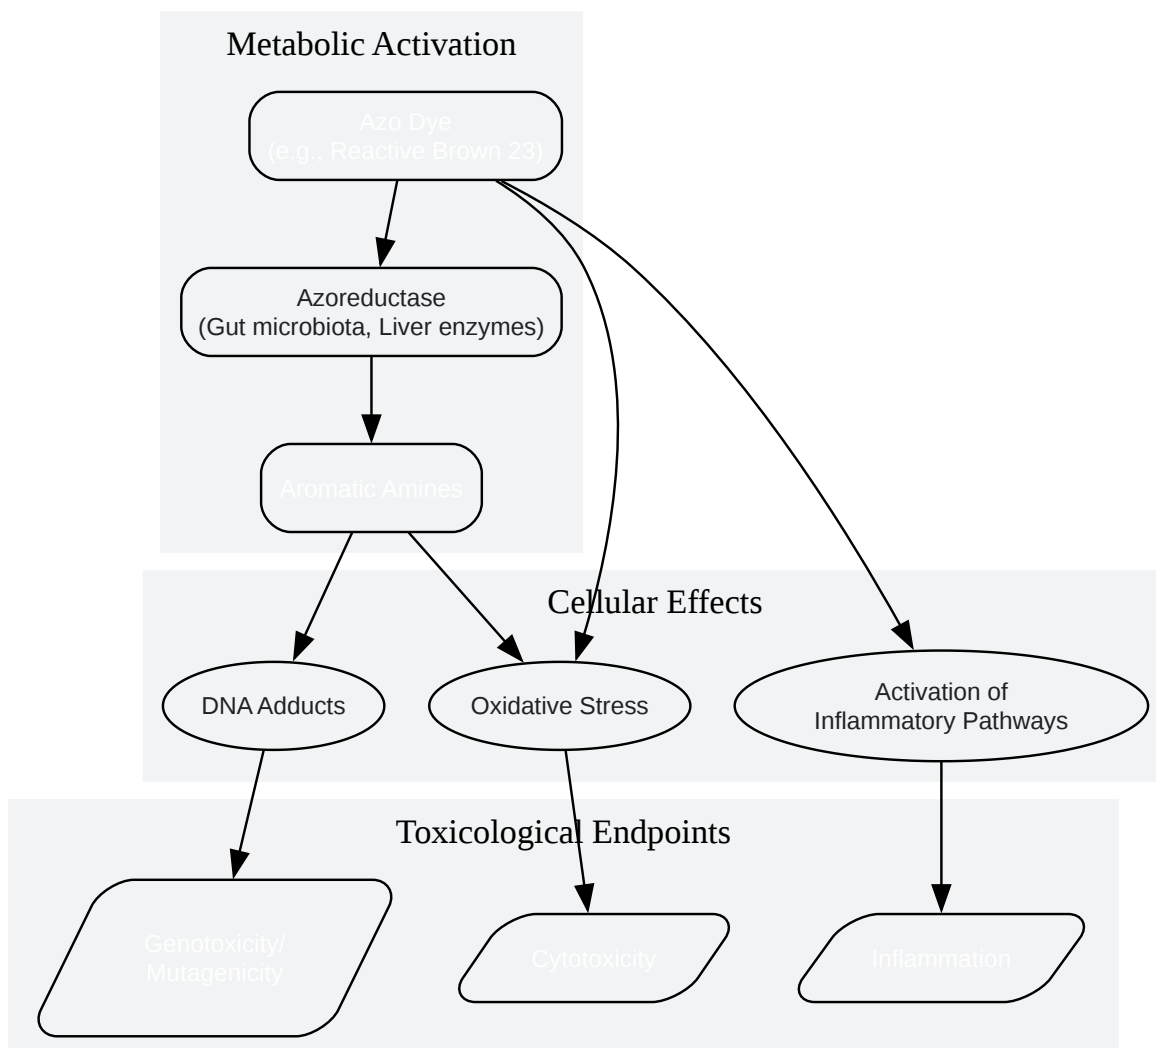 Metabolic Activation
Azo Dye
(e.g., Reactive Brown 23)
Azoreductase
(Gut microbiota, Liver enzymes)
Aromatic Amines
Cellular Effects
DNA Adducts
Oxidative Stress
Activation of
Inflammatory Pathways
Toxicological Endpoints
Genotoxicity/
Mutagenicity
Cytotoxicity
Inflammation